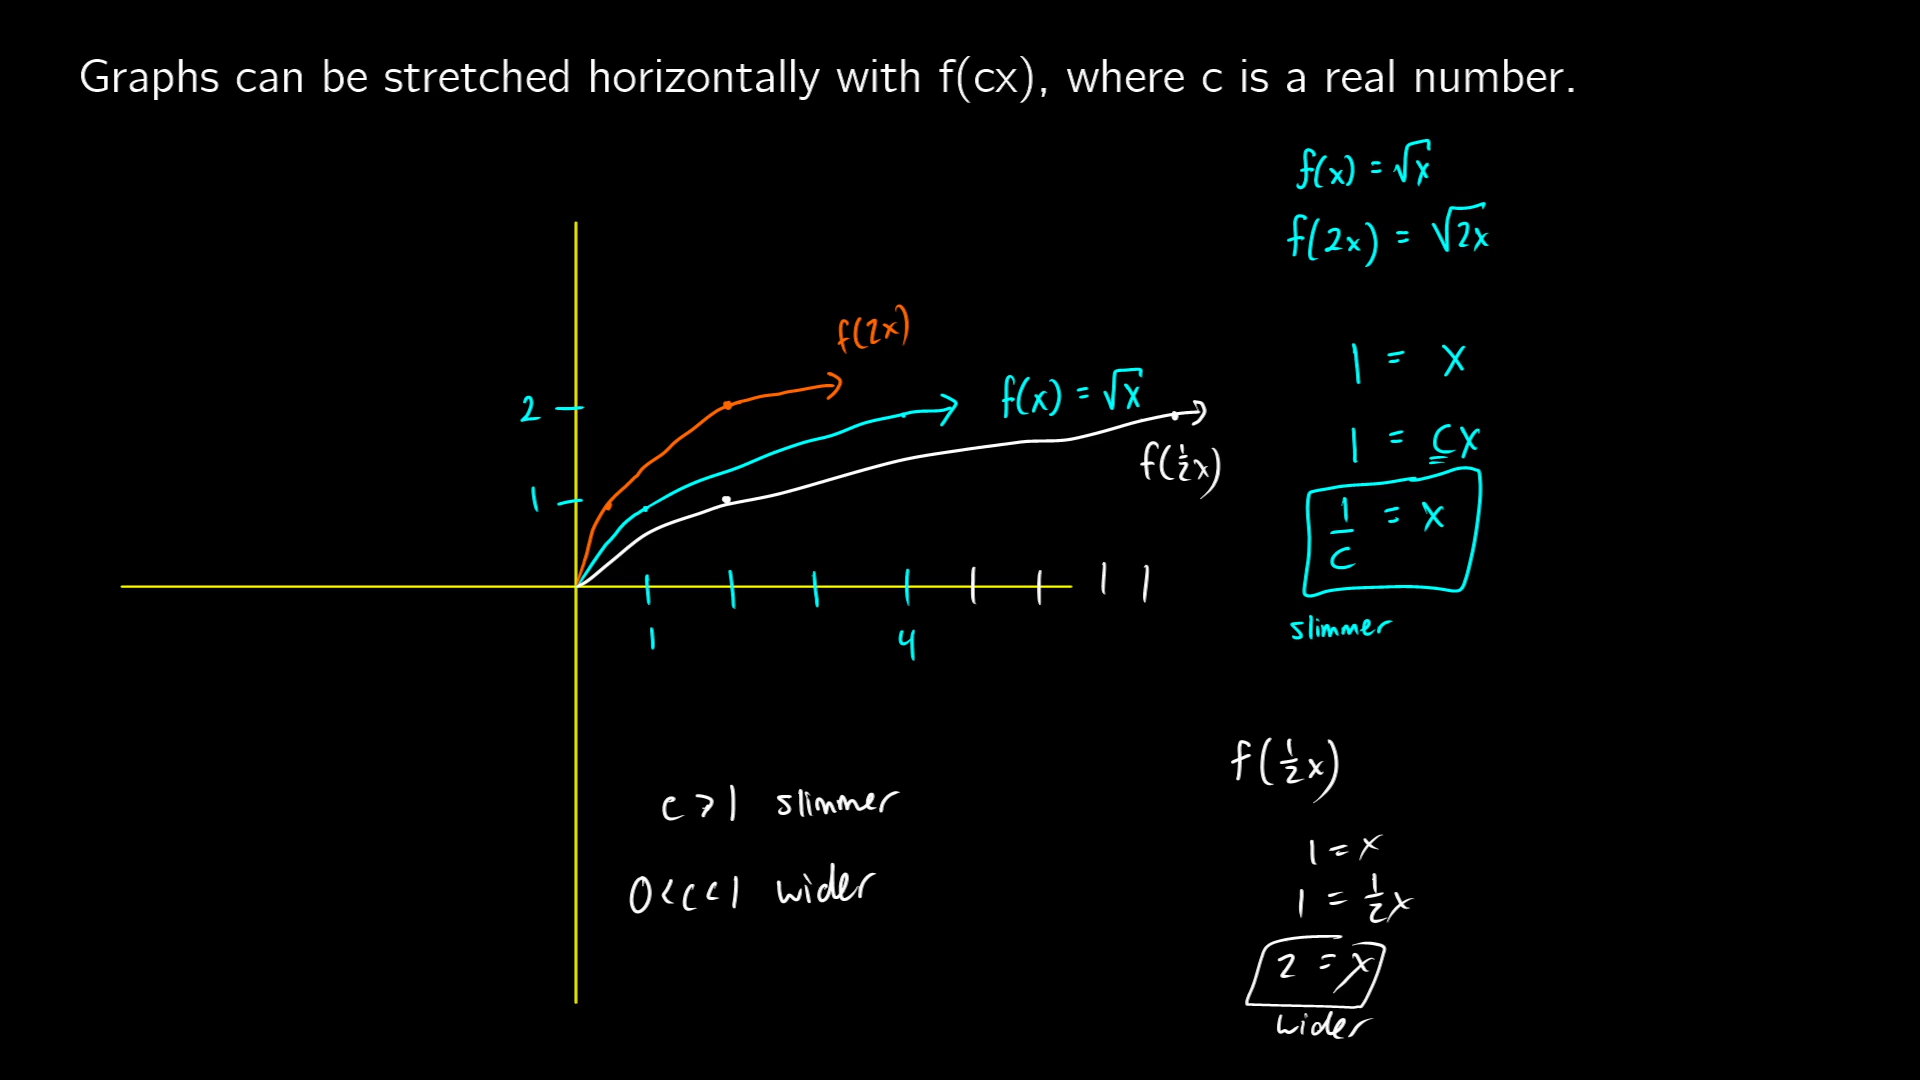 Graphs can be stretched horizontally with f(cx), where c is a real number.
f(x) = √x
f(2x) = √2x
f(2x)
1 = x
f(x) = √x
2
1 = cx
f(½x)
1
1/c = x
1
4
slimmer
f(½x)
c > 1 slimmer
1 = x
0 < c < 1 wider
1 = ½x
2 = x
wider